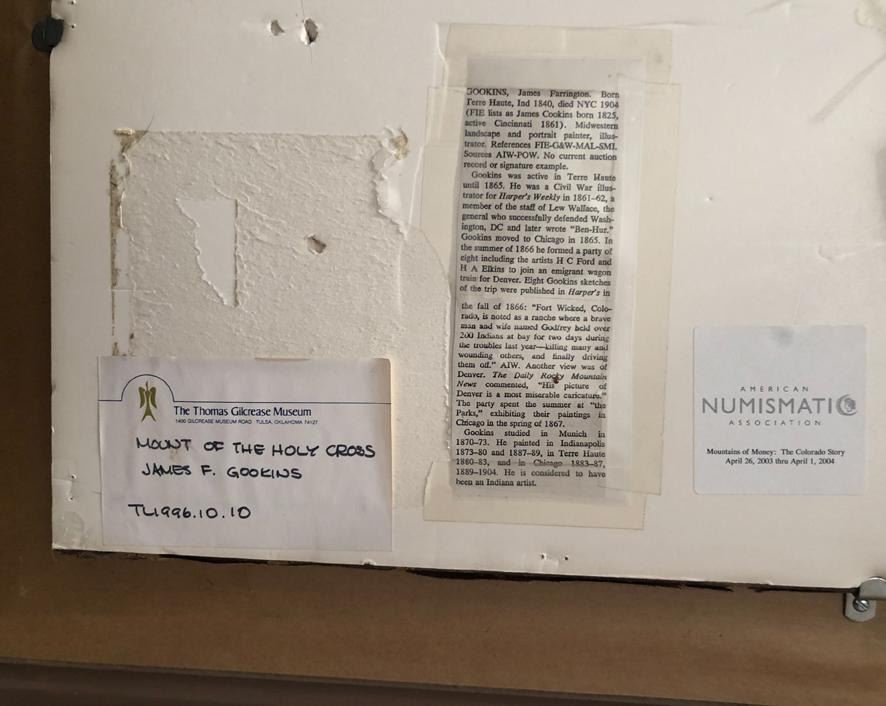 The Thomas Gilcrease Museum
1400 GILCREASE MUSEUM ROAD TULSA, OKLAHOMA 74127
MOUNT OF THE HOLY CROSS
JAMES F. GOOKINS
TL1996.10.10
GOOKINS, James Farrington. Born
Terre Haute, Ind 1840, died NYC 1904
(FIE lists as James Cookins born 1825,
active Cincinnati 1861). Midwestern
landscape and portrait painter, illus-
trator. References FIE-G&W-MAL-SMI.
Sources AIW-POW. No current auction
record or signature example.
Gookins was active in Terre Haute
until 1865. He was a Civil War illus-
trator for Harper's Weekly in 1861–62, a
member of the staff of Lew Wallace, the
general who successfully defended Wash-
ington, DC and later wrote "Ben-Hur."
Gookins moved to Chicago in 1865. In
the summer of 1866 he formed a party of
eight including the artists H C Ford and
H A Elkins to join an emigrant wagon
train for Denver. Eight Gookins sketches
of the trip were published in Harper's in
the fall of 1866: "Fort Wicked, Colo-
rado, is noted as a ranche where a brave
man and wife named Godfrey held over
200 Indians at bay for two days during
the troubles last year—killing many and
wounding others, and finally driving
them off." AIW. Another view was of
Denver. The Daily Rocky Mountain
News commented, "His picture of
Denver is a most miserable caricature."
The party spent the summer at "the
Parks," exhibiting their paintings in
Chicago in the spring of 1867.
Gookins studied in Munich in
1870–73. He painted in Indianapolis
1873–80 and 1887–89, in Terre Haute
1880–83, and in Chicago 1883–87,
1889–1904. He is considered to have
been an Indiana artist.
AMERICAN
NUMISMATIC
ASSOCIATION
Mountains of Money: The Colorado Story
April 26, 2003 thru April 1, 2004